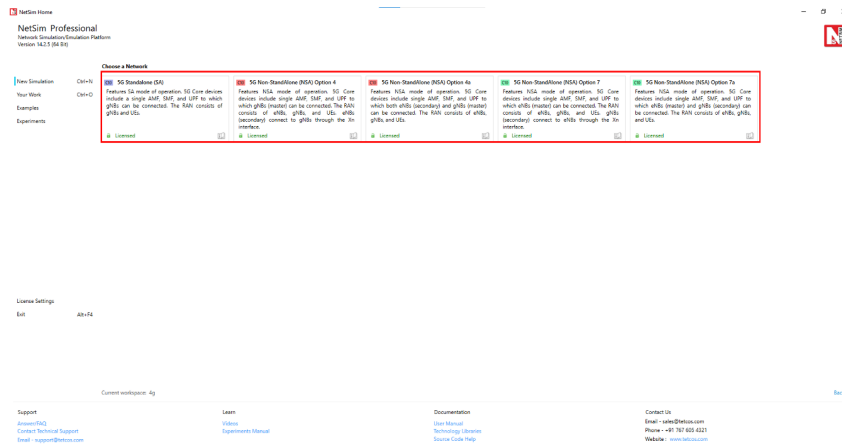 NetSim Home
NetSim Professional
Network Simulation/Emulation Platform
Version 14.2.5 (64 Bit)
Choose a Network
New Simulation Ctrl+N
Your Work Ctrl+O
Examples
Experiments
5G Standalone (SA)
Features SA mode of operation. 5G Core devices
include a single AMF, SMF, and UPF to which
gNBs can be connected. The RAN consists of
gNBs and UEs.
Licensed
5G Non-StandAlone (NSA) Option 4
Features NSA mode of operation. 5G Core
devices include single AMF, SMF, and UPF to
which gNBs (master) can be connected. The RAN
consists of eNBs, gNBs, and UEs. eNBs
(secondary) connect to gNBs through the Xn
interface.
Licensed
5G Non-StandAlone (NSA) Option 4a
Features NSA mode of operation. 5G Core
devices include single AMF, SMF, and UPF to
which both eNBs (secondary) and gNBs (master)
can be connected. The RAN consists of eNBs,
gNBs, and UEs.
Licensed
5G Non-StandAlone (NSA) Option 7
Features NSA mode of operation. 5G Core
devices include single AMF, SMF, and UPF to
which eNBs (master) can be connected. The RAN
consists of eNBs, gNBs, and UEs. gNBs
(secondary) connect to eNBs through the Xn
interface.
Licensed
5G Non-StandAlone (NSA) Option 7a
Features NSA mode of operation. 5G Core
devices include single AMF, SMF, and UPF to which
eNBs (master) and gNBs (secondary) can be
connected. The RAN consists of eNBs, gNBs,
and UEs.
Licensed
License Settings
Exit Alt+F4
Current workspace: 4g
Support
Answer/FAQ
Contact Technical Support
Email - support@tetcos.com
Learn
Videos
Experiments Manual
Documentation
User Manual
Technology Libraries
Source Code Help
Contact Us
Email - sales@tetcos.com
Phone - +91 767 605 4321
Website : www.tetcos.com